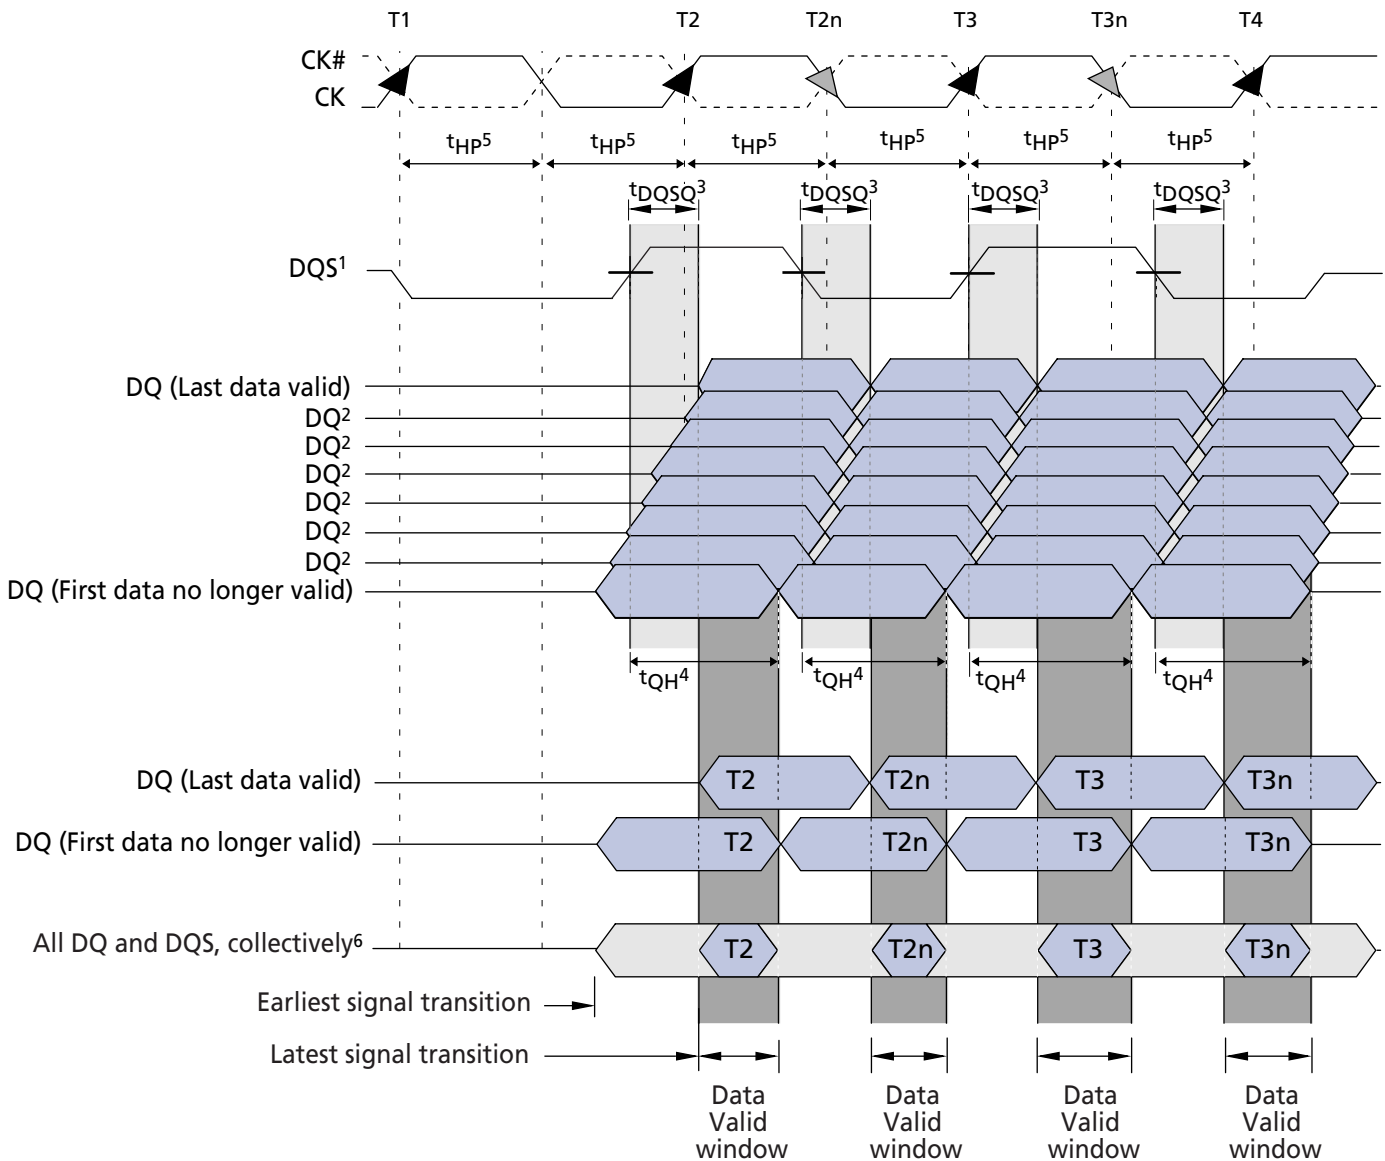 T1 T2 T2n T3 T3n T4
CK#
CK
tHP5 tHP5 tHP5 tHP5 tHP5 tHP5
tDQSQ3 tDQSQ3 tDQSQ3 tDQSQ3
DQS1
DQ (Last data valid)
DQ2
DQ2
DQ2
DQ2
DQ2
DQ2
DQ (First data no longer valid)
tQH4 tQH4 tQH4 tQH4
DQ (Last data valid) T2 T2n T3 T3n
DQ (First data no longer valid) T2 T2n T3 T3n
All DQ and DQS, collectively6 T2 T2n T3 T3n
Earliest signal transition
Latest signal transition
Data Data Data Data
Valid Valid Valid Valid
window window window window